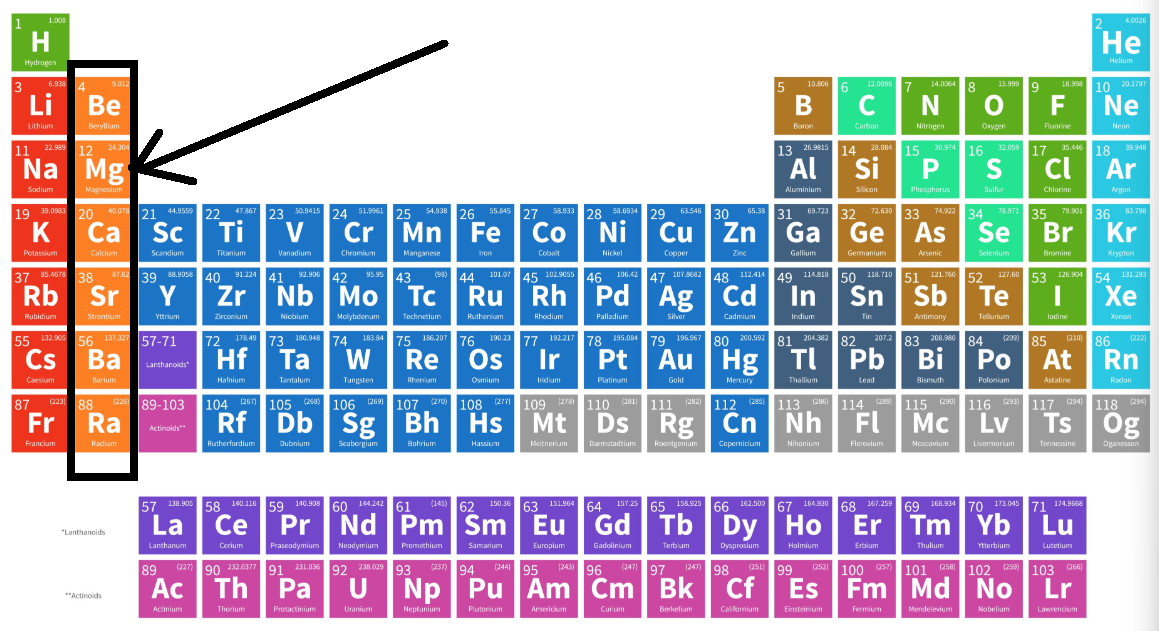 1 1.008 2 4.0026
H He
Hydrogen Helium
3 6.938 4 9.012 5 10.806 6 12.0096 7 14.0064 8 15.999 9 18.998 10 20.1797
Li Be B C N O F Ne
Lithium Beryllium Boron Carbon Nitrogen Oxygen Fluorine Neon
11 22.989 12 24.304 13 26.9815 14 28.084 15 30.974 16 32.059 17 35.446 18 39.948
Na Mg Al Si P S Cl Ar
Sodium Magnesium Aluminium Silicon Phosphorus Sulfur Chlorine Argon
19 39.0983 20 40.078 21 44.9559 22 47.867 23 50.9415 24 51.9961 25 54.938 26 55.845 27 58.933 28 58.6934 29 63.546 30 65.38 31 69.723 32 72.630 33 74.922 34 78.971 35 79.901 36 83.798
K Ca Sc Ti V Cr Mn Fe Co Ni Cu Zn Ga Ge As Se Br Kr
Potassium Calcium Scandium Titanium Vanadium Chromium Manganese Iron Cobalt Nickel Copper Zinc Gallium Germanium Arsenic Selenium Bromine Krypton
37 85.4678 38 87.62 39 88.9058 40 91.224 41 92.906 42 95.95 43 (98) 44 101.07 45 102.9055 46 106.42 47 107.8682 48 112.414 49 114.818 50 118.710 51 121.760 52 127.60 53 126.904 54 131.293
Rb Sr Y Zr Nb Mo Tc Ru Rh Pd Ag Cd In Sn Sb Te I Xe
Rubidium Strontium Yttrium Zirconium Niobium Molybdenum Technetium Ruthenium Rhodium Palladium Silver Cadmium Indium Tin Antimony Tellurium Iodine Xenon
55 132.905 56 137.327 57-71 72 178.49 73 180.948 74 183.84 75 186.207 76 190.23 77 192.217 78 195.084 79 196.967 80 200.592 81 204.382 82 207.2 83 208.980 84 (209) 85 (210) 86 (222)
Cs Ba Lanthanoids* Hf Ta W Re Os Ir Pt Au Hg Tl Pb Bi Po At Rn
Caesium Barium Hafnium Tantalum Tungsten Rhenium Osmium Iridium Platinum Gold Mercury Thallium Lead Bismuth Polonium Astatine Radon
87 (223) 88 (226) 89-103 104 (267) 105 (268) 106 (269) 107 (270) 108 (277) 109 (278) 110 (281) 111 (282) 112 (285) 113 (286) 114 (289) 115 (290) 116 (293) 117 (294) 118 (294)
Fr Ra Actinoids** Rf Db Sg Bh Hs Mt Ds Rg Cn Nh Fl Mc Lv Ts Og
Francium Radium Rutherfordium Dubnium Seaborgium Bohrium Hassium Meitnerium Darmstadtium Roentgenium Copernicium Nihonium Flerovium Moscovium Livermorium Tennessine Oganesson
57 138.905 58 140.116 59 140.908 60 144.242 61 (145) 62 150.36 63 151.964 64 157.25 65 158.925 66 162.500 67 164.930 68 167.259 69 168.934 70 173.045 71 174.9668
*Lanthanoids La Ce Pr Nd Pm Sm Eu Gd Tb Dy Ho Er Tm Yb Lu
Lanthanum Cerium Praseodymium Neodymium Promethium Samarium Europium Gadolinium Terbium Dysprosium Holmium Erbium Thulium Ytterbium Lutetium
89 (227) 90 232.0377 91 231.036 92 238.029 93 (237) 94 (244) 95 (243) 96 (247) 97 (247) 98 (251) 99 (252) 100 (257) 101 (258) 102 (259) 103 (266)
**Actinoids Ac Th Pa U Np Pu Am Cm Bk Cf Es Fm Md No Lr
Actinium Thorium Protactinium Uranium Neptunium Plutonium Americium Curium Berkelium Californium Einsteinium Fermium Mendelevium Nobelium Lawrencium